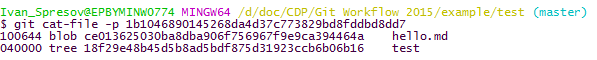 Ivan_Spresov@EPBYMINW0774 MINGW64 /d/doc/CDP/Git Workflow 2015/example/test (master)
$ git cat-file -p 1b1046890145268da4d37c773829bd8fddbd8dd7
100644 blob ce013625030ba8dba906f756967f9e9ca394464a    hello.md
040000 tree 18f29e48b45d5b8ad5bdf875d31923ccb6b06b16    test